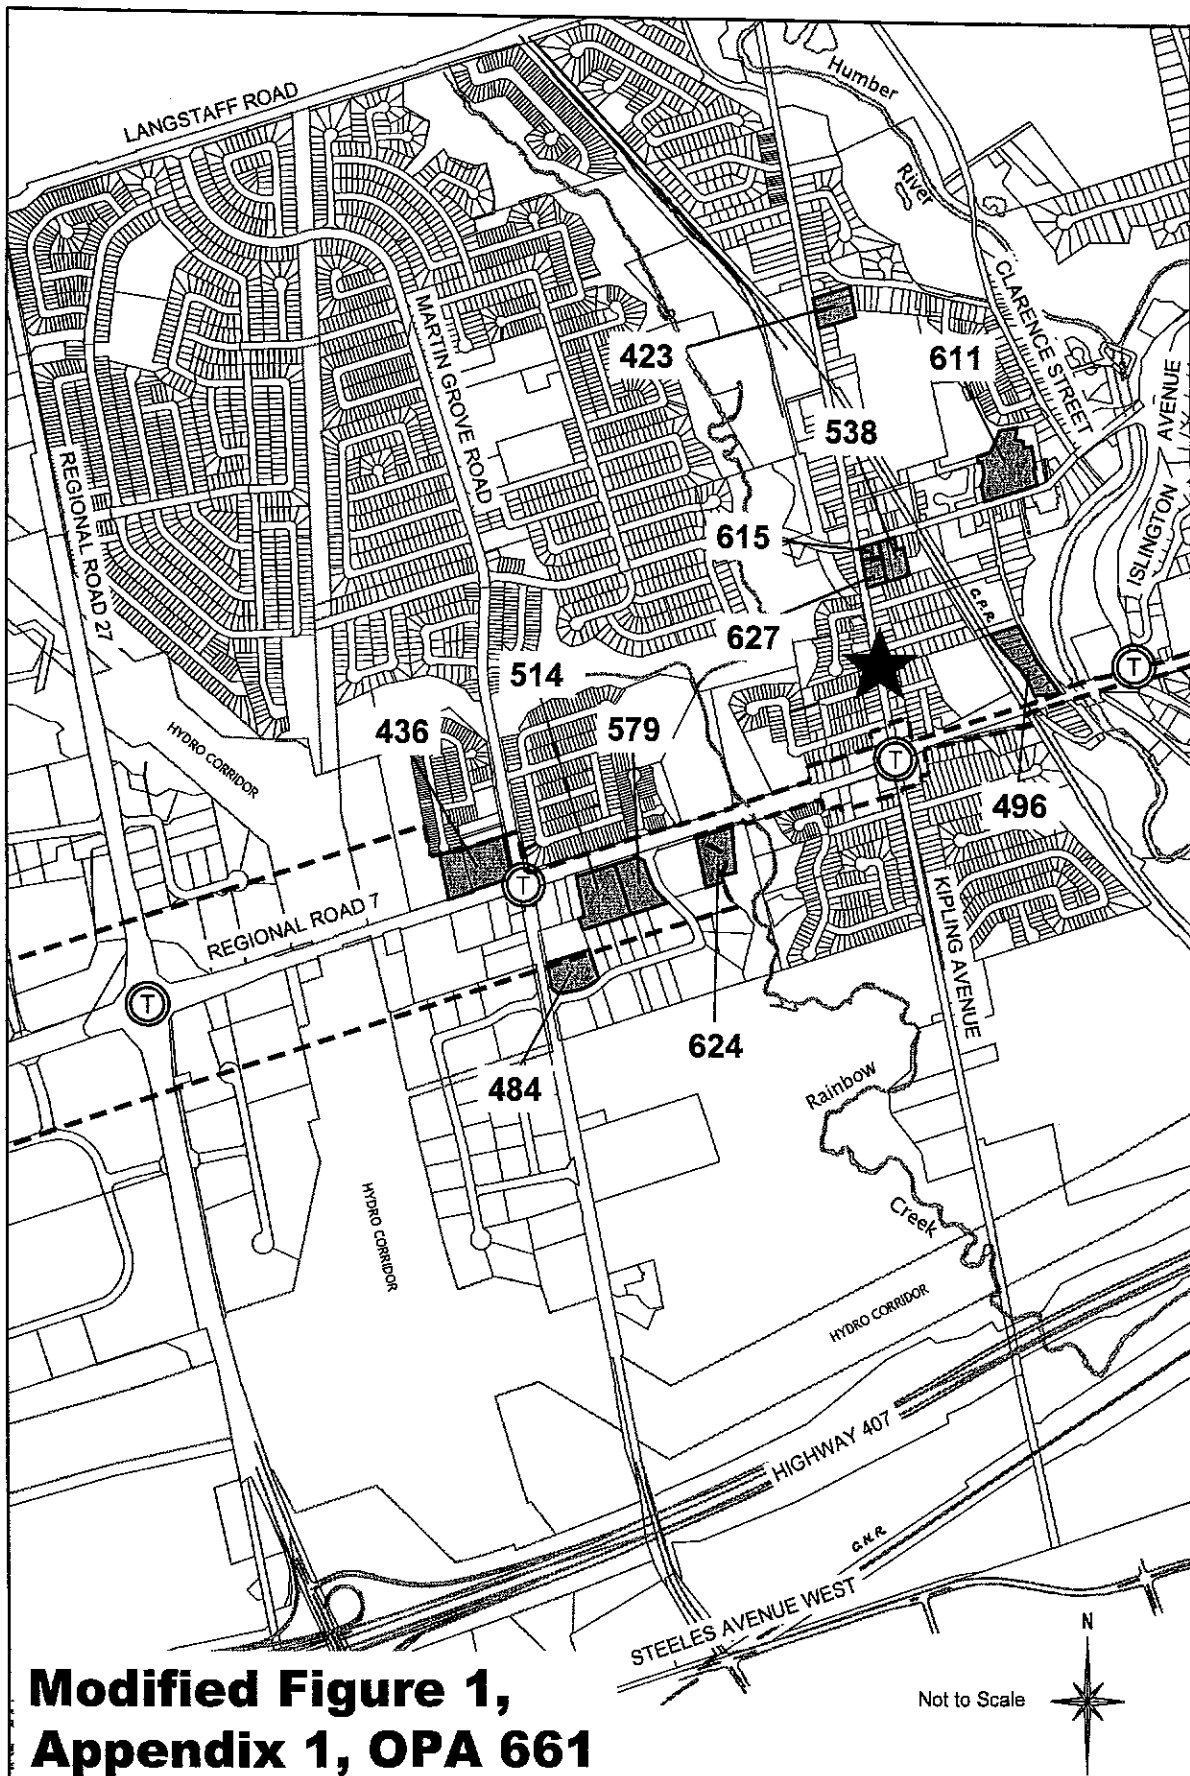 Humber
LANGSTAFF ROAD
River
CLARENCE STREET
MARTIN GROVE ROAD
423
611
538
ISLINGTON AVENUE
REGIONAL ROAD 27
615
C.P.R.
627
T
514
436
579
HYDRO CORRIDOR
T
496
T
KIPLING AVENUE
REGIONAL ROAD 7
T
624
484
Rainbow
HYDRO CORRIDOR
Creek
HYDRO CORRIDOR
HIGHWAY 407
C.N.R.
STEELES AVENUE WEST
N
Not to Scale
Modified Figure 1,
Appendix 1, OPA 661